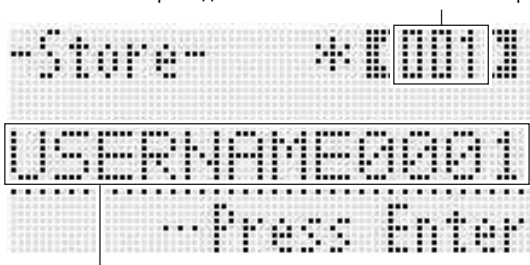 -Store- *【001】
USERNAME0001
…Press Enter